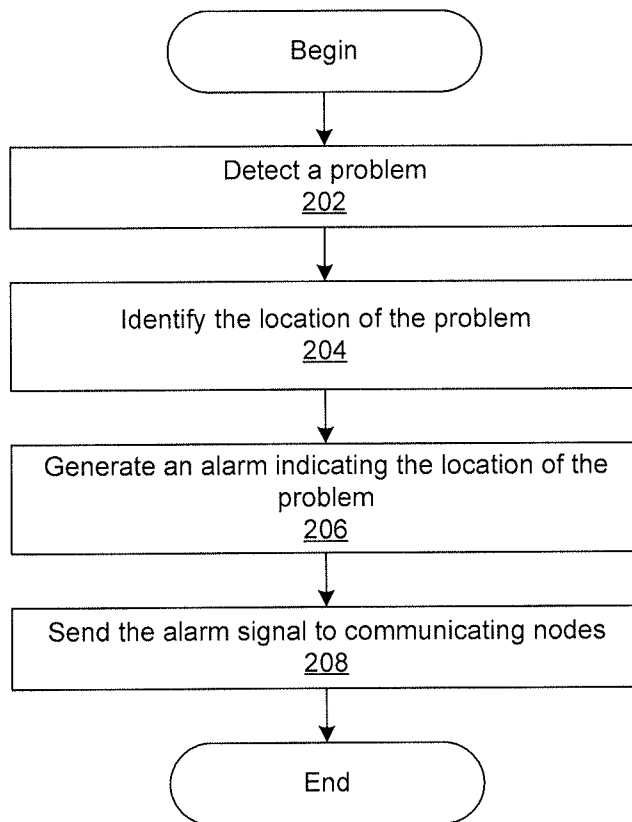 Begin
Detect a problem
202
Identify the location of the problem
204
Generate an alarm indicating the location of the
problem
206
Send the alarm signal to communicating nodes
208
End